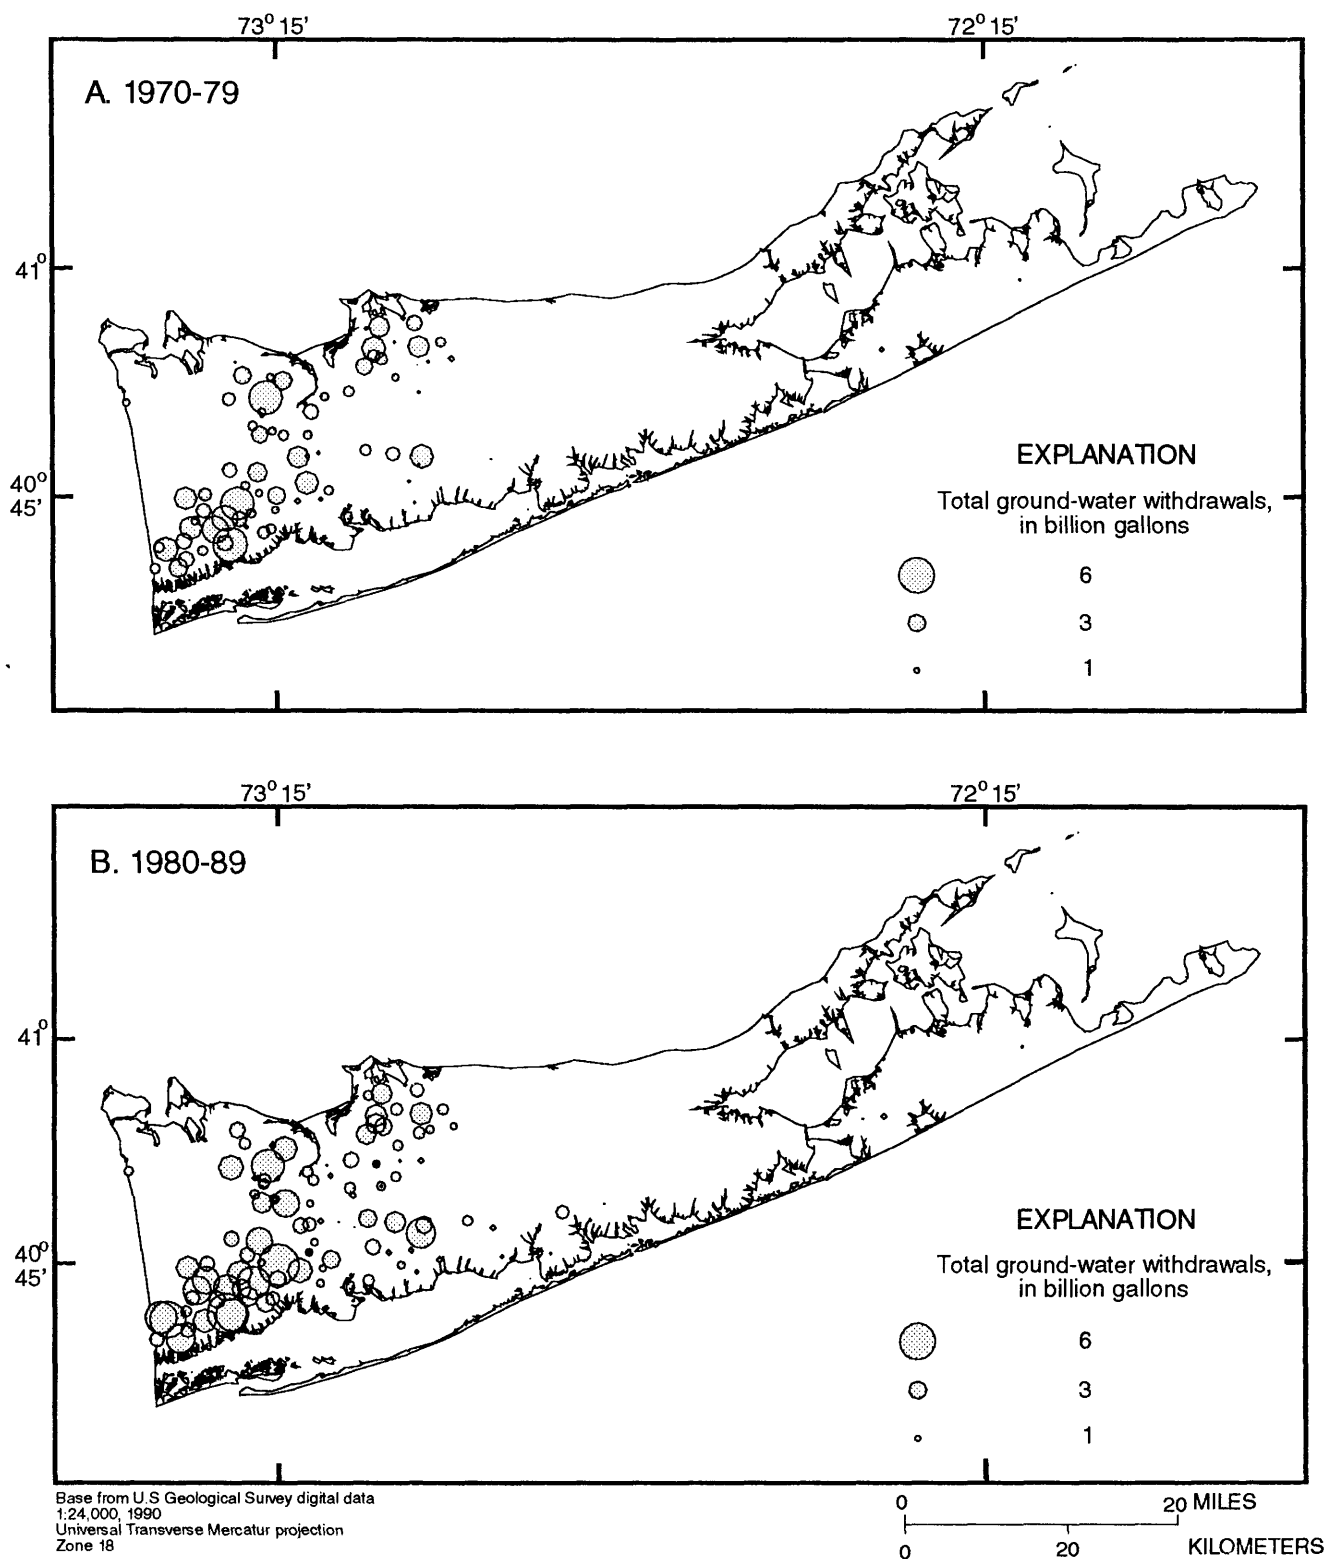 73° 15'
72° 15'
A. 1970-79
41°
40°
45'
EXPLANATION
Total ground-water withdrawals,
in billion gallons
6
3
1
73° 15'
72° 15'
B. 1980-89
41°
40°
45'
EXPLANATION
Total ground-water withdrawals,
in billion gallons
6
3
1
Base from U.S Geological Survey digital data
1:24,000, 1990
Universal Transverse Mercatur projection
Zone 18
0 20 MILES
0 20 KILOMETERS